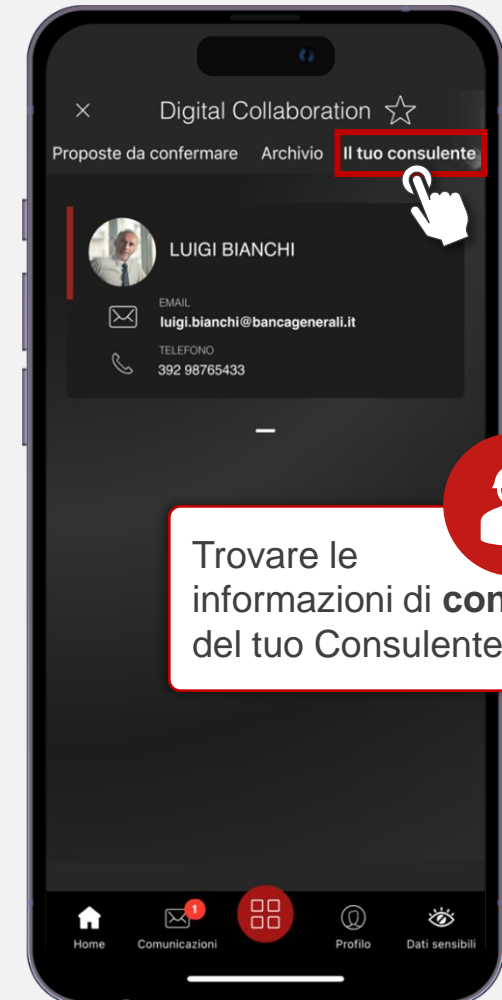 Digital Collaboration
Proposte da confermare Archivio Il tuo consulente
LUIGI BIANCHI
EMAIL
luigi.bianchi@bancagenerali.it
TELEFONO
392 98765433
Trovare le
informazioni di
del tuo Consulente
1
Home Comunicazioni Profilo Dati sensibili